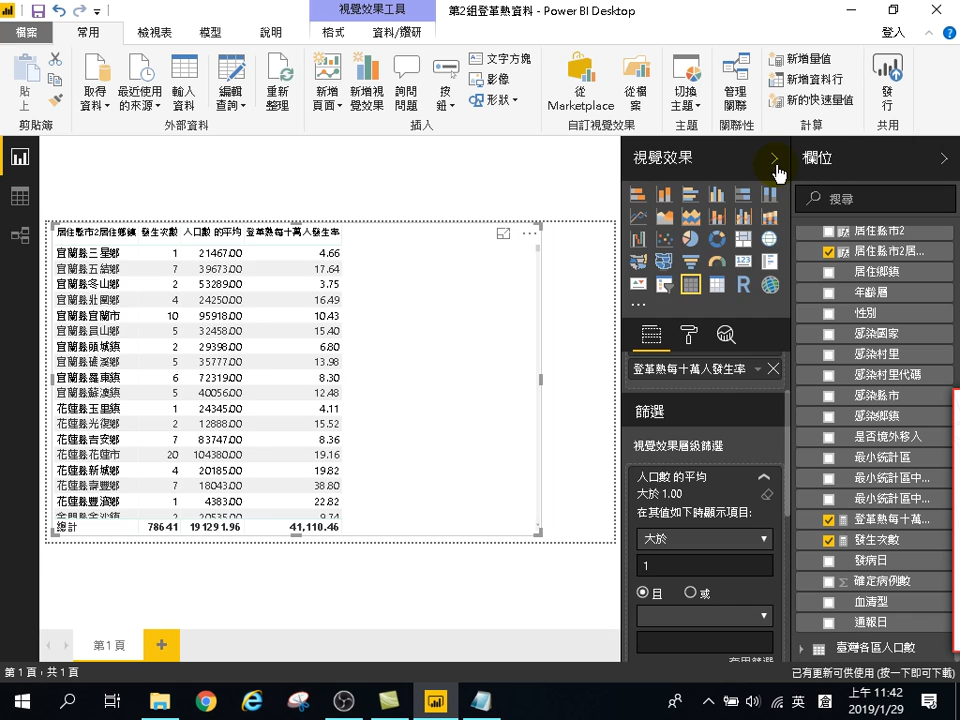 視覺效果工具
第2組登革熱資料 - Power BI Desktop
檔案
常用
檢視表
模型
說明
格式
資料/鑽研
登入
貼上
取得資料
最近使用的來源
輸入資料
編輯查詢
重新整理
新增頁面
新增視覺效果
詢問問題
按鈕
文字方塊
影像
形狀
從 Marketplace
從檔案
切換主題
管理關聯
新增量值
新增資料行
新的快速量值
發行
剪貼簿
外部資料
插入
自訂視覺效果
主題
關聯性
計算
共用
居住縣市2居住鄉鎮 發生次數 人口數 的平均 登革熱每十萬人發生率
宜蘭縣三星鄉 1 21467.00 4.66
宜蘭縣五結鄉 7 39673.00 17.64
宜蘭縣冬山鄉 2 53289.00 3.75
宜蘭縣壯圍鄉 4 24250.00 16.49
宜蘭縣宜蘭市 10 95918.00 10.43
宜蘭縣員山鄉 5 32458.00 15.40
宜蘭縣頭城鎮 2 29398.00 6.80
宜蘭縣礁溪鄉 5 35777.00 13.98
宜蘭縣羅東鎮 6 72319.00 8.30
宜蘭縣蘇澳鎮 5 40056.00 12.48
花蓮縣玉里鎮 1 24345.00 4.11
花蓮縣光復鄉 2 12888.00 15.52
花蓮縣吉安鄉 7 83747.00 8.36
花蓮縣花蓮市 20 104380.00 19.16
花蓮縣新城鄉 4 20185.00 19.82
花蓮縣壽豐鄉 7 18043.00 38.80
花蓮縣豐濱鄉 1 4383.00 22.82
金門縣金沙鎮 2 20535.00 9.74
總計 78641 1912911.96 41,110.46
視覺效果
登革熱每十萬人發生率
篩選
視覺效果層級篩選
人口數 的平均
大於 1.00
在其值如下時顯示項目:
大於
1
且
或
套用篩選
欄位
搜尋
居住縣市2
居住縣市2居...
居住鄉鎮
年齡層
性別
感染國家
感染村里
感染村里代碼
感染縣市
感染鄉鎮
是否境外移入
最小統計區
最小統計區中...
最小統計區中...
登革熱每十萬...
發生次數
發病日
確定病例數
血清型
通報日
臺灣各區人口數
第 1 頁
第 1 頁，共 1 頁
已有更新可供使用 (按一下即可下載)
英
倉
上午 11:42
2019/1/29